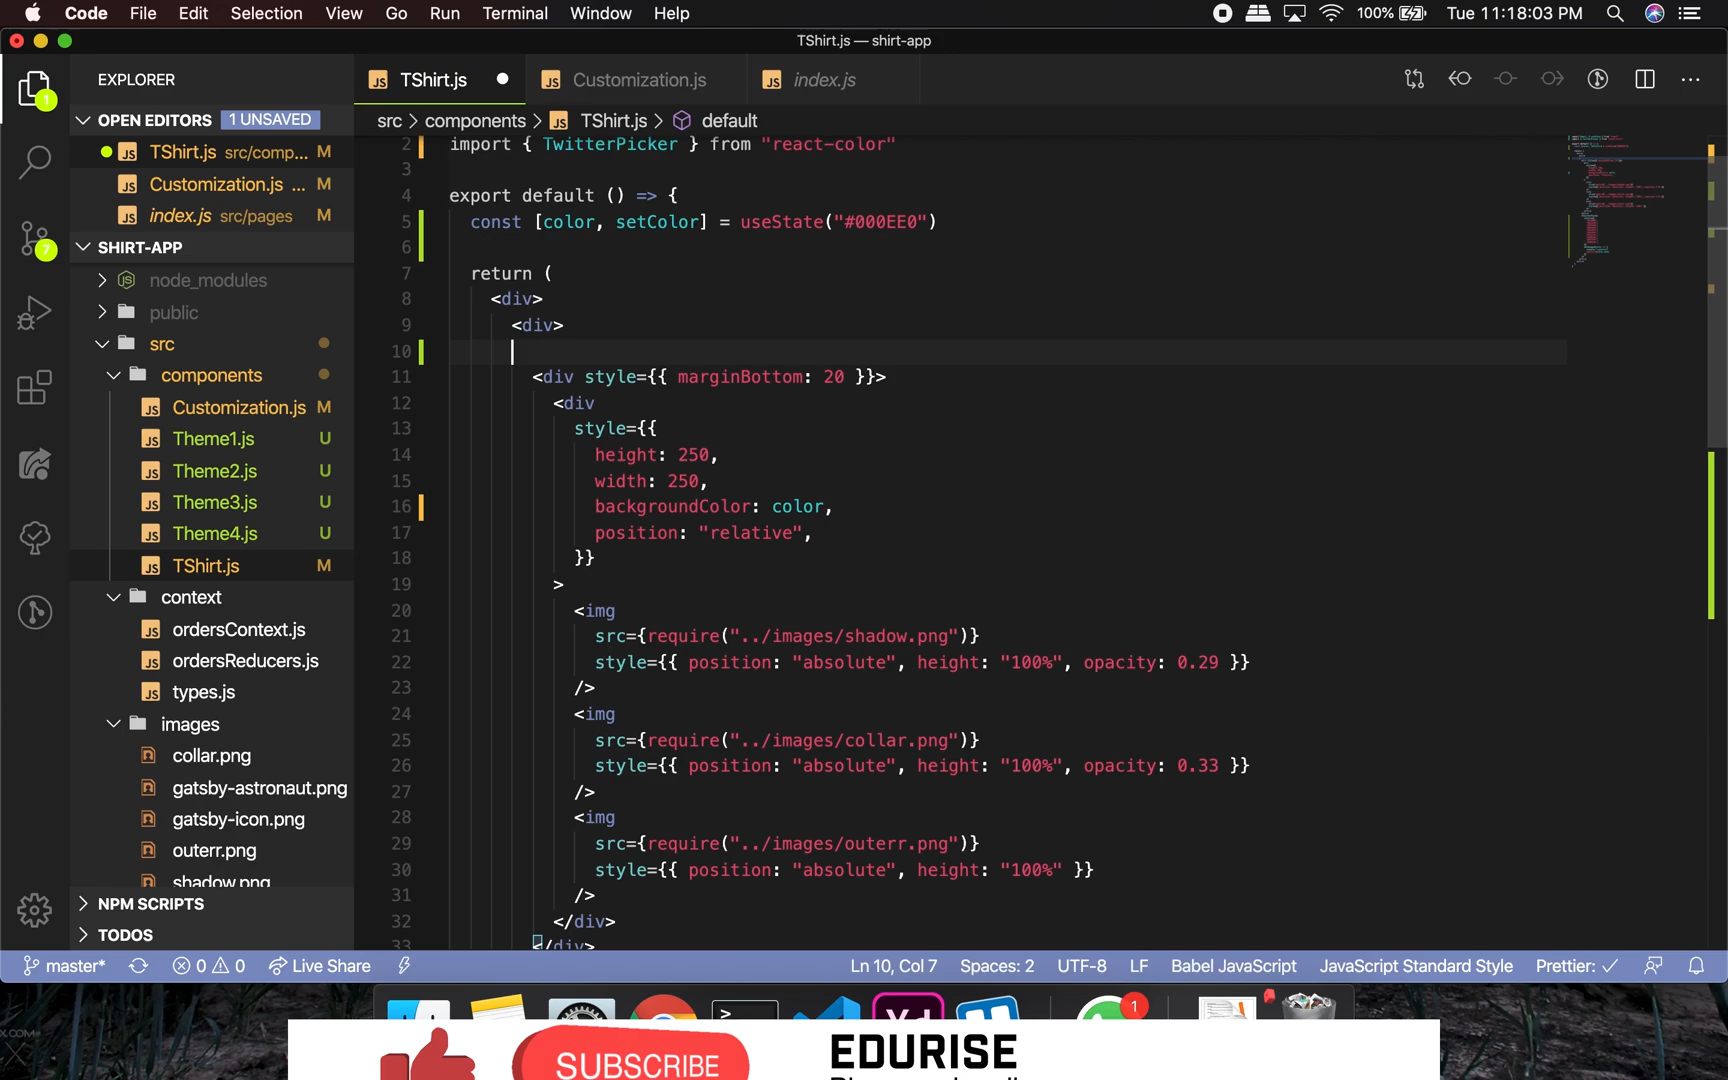 Code File Edit Selection View Go Run Terminal Window Help 100% Tue 11:18:03 PM
TShirt.js — shirt-app
EXPLORER
TShirt.js Customization.js index.js
OPEN EDITORS 1 UNSAVED
src > components > TShirt.js > default
TShirt.js src/comp... M
Customization.js ... M
index.js src/pages M
SHIRT-APP
node_modules
public
src
components
Customization.js M
Theme1.js U
Theme2.js U
Theme3.js U
Theme4.js U
TShirt.js M
context
ordersContext.js
ordersReducers.js
types.js
images
collar.png
gatsby-astronaut.png
gatsby-icon.png
outerr.png
shadow.png
NPM SCRIPTS
TODOS
1
7
2 import { TwitterPicker } from "react-color"
3
4 export default () => {
5 const [color, setColor] = useState("#000EE0")
6
7 return (
8 <div>
9 <div>
10
11 <div style={{ marginBottom: 20 }}>
12 <div
13 style={{
14 height: 250,
15 width: 250,
16 backgroundColor: color,
17 position: "relative",
18 }}
19 >
20 <img
21 src={require("../images/shadow.png")}
22 style={{ position: "absolute", height: "100%", opacity: 0.29 }}
23 />
24 <img
25 src={require("../images/collar.png")}
26 style={{ position: "absolute", height: "100%", opacity: 0.33 }}
27 />
28 <img
29 src={require("../images/outerr.png")}
30 style={{ position: "absolute", height: "100%" }}
31 />
32 </div>
33 </div>
master* 0 0 Live Share Ln 10, Col 7 Spaces: 2 UTF-8 LF Babel JavaScript JavaScript Standard Style Prettier: ✓
1
SUBSCRIBE
EDURISE